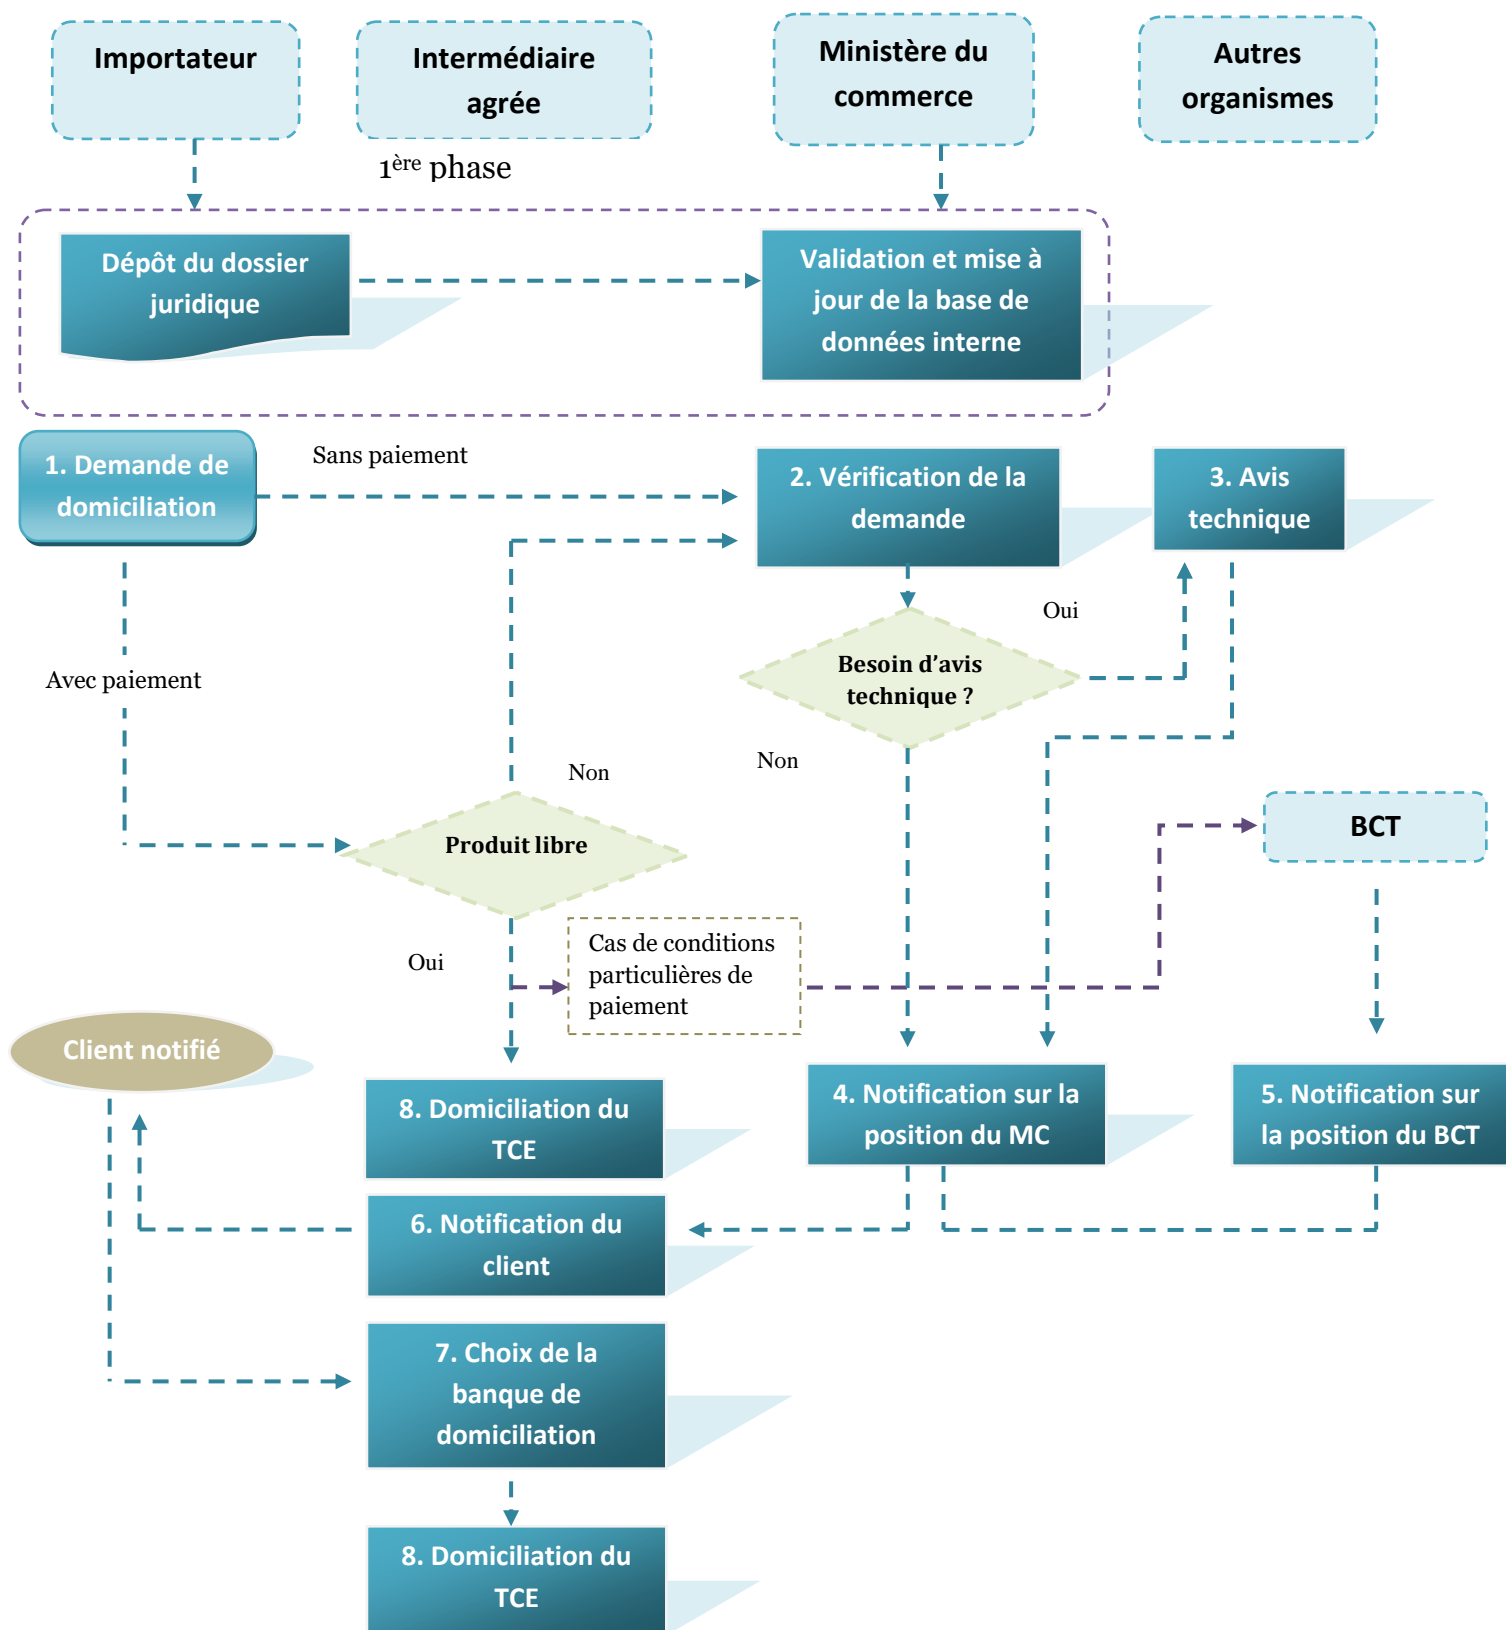 Importateur
Intermédiaire
agrée
Ministère du
commerce
Autres
organismes
1ère phase
Dépôt du dossier
juridique
Validation et mise à
jour de la base de
données interne
1. Demande de
domiciliation
Sans paiement
2. Vérification de la
demande
3. Avis
technique
Oui
Avec paiement
Besoin d’avis
technique ?
Non
Non
Produit libre
BCT
Oui
Cas de conditions
particulières de
paiement
Client notifié
8. Domiciliation du
TCE
4. Notification sur la
position du MC
5. Notification sur
la position du BCT
6. Notification du
client
7. Choix de la
banque de
domiciliation
8. Domiciliation du
TCE